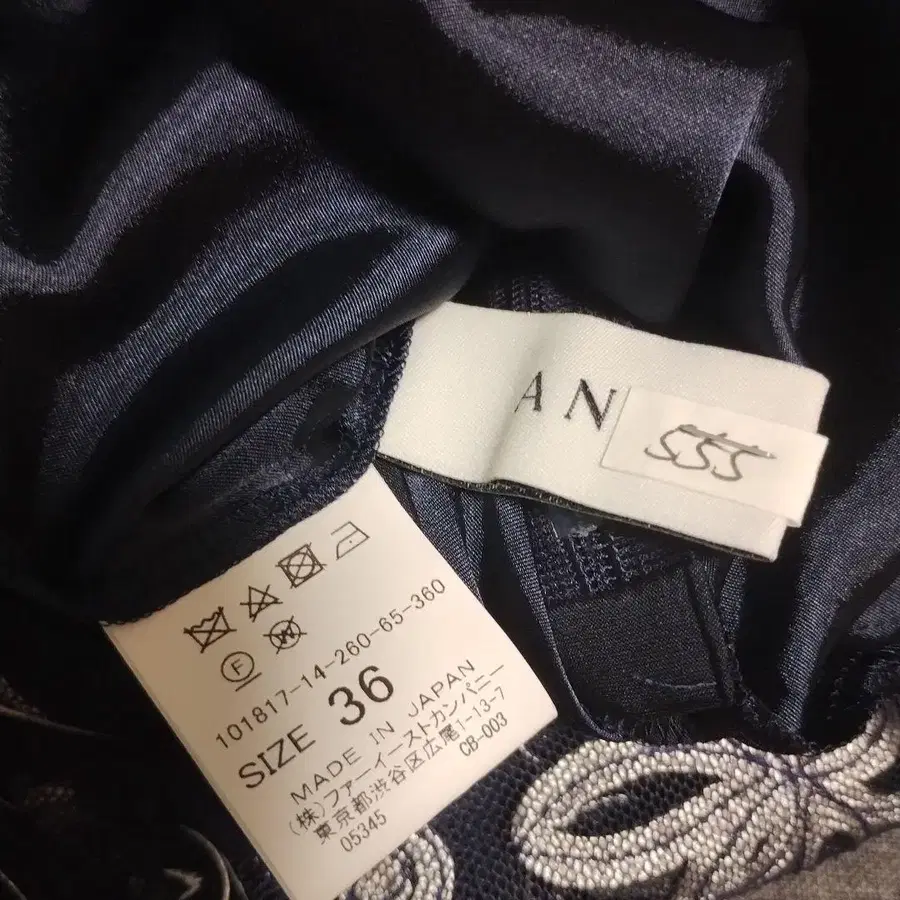 AN
SSS
F
W
101817-14-260-65-360
SIZE 36
MADE IN JAPAN
(株)ファーイーストカンパニー
東京都渋谷区広尾1-13-7
05345 CB-003